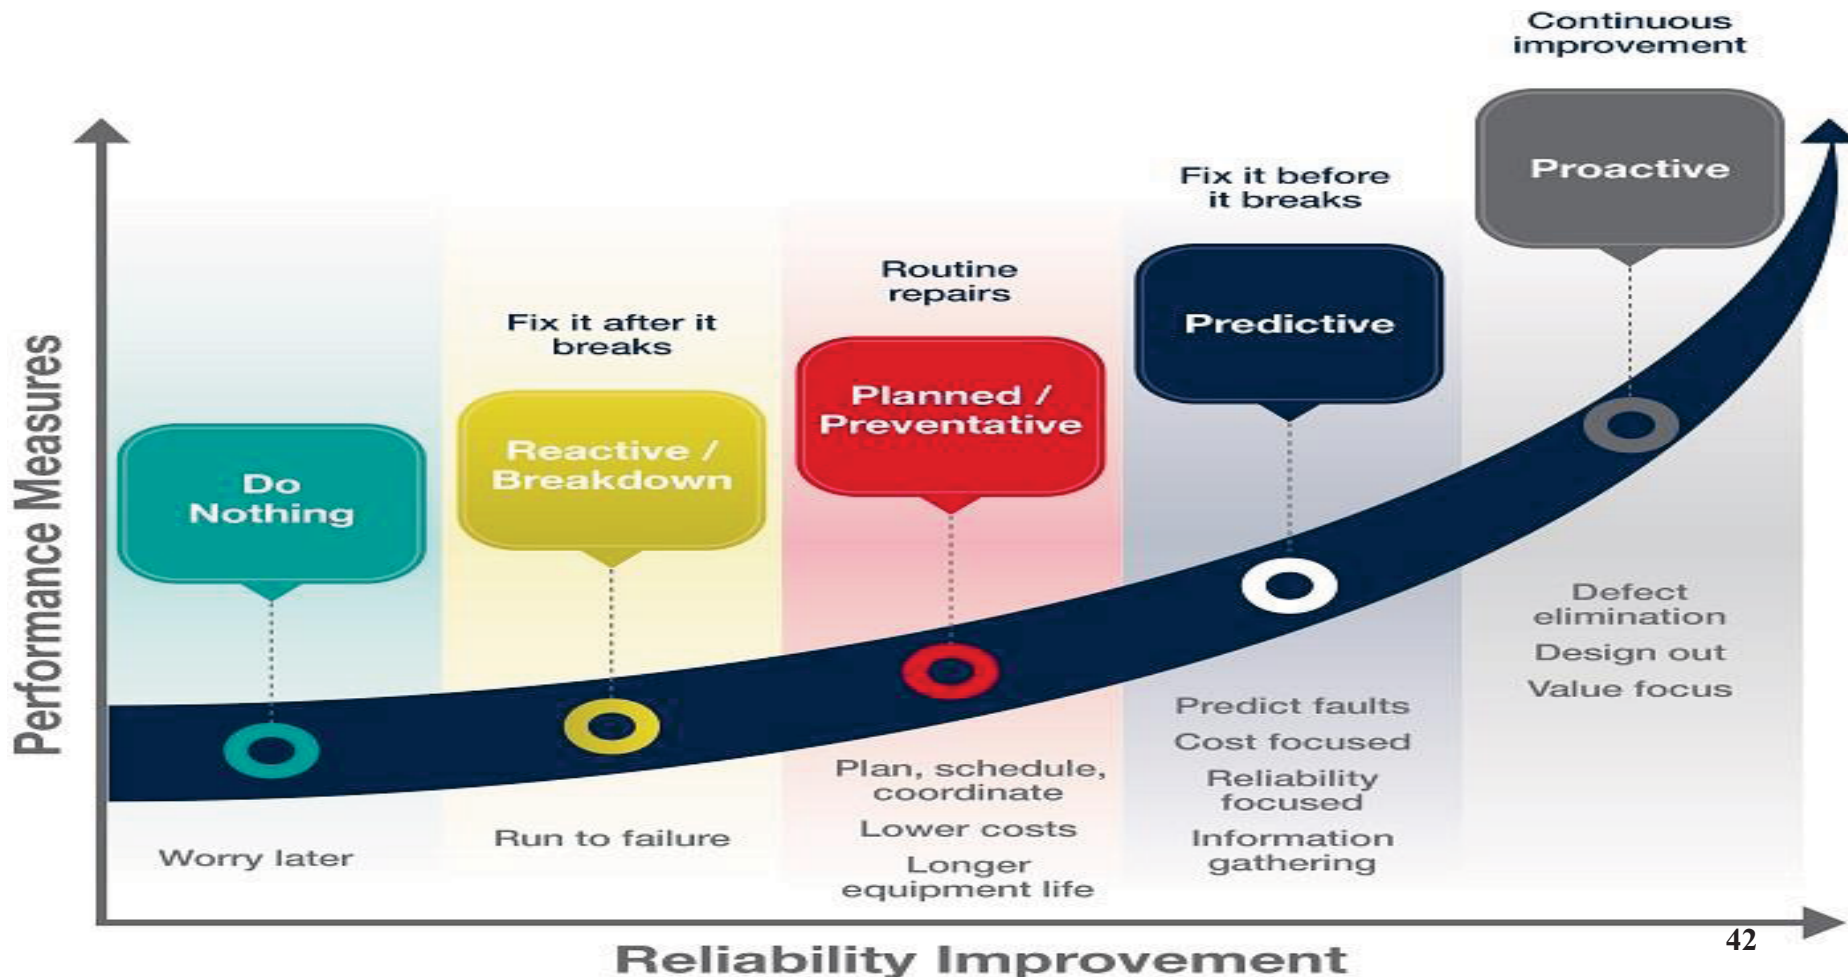 Performance Measures
Do
Nothing
Worry later
Fix it after it
breaks
Reactive /
Breakdown
Run to failure
Routine
repairs
Planned /
Preventative
Plan, schedule,
coordinate
Lower costs
Longer
equipment life
Fix it before
it breaks
Predictive
Predict faults
Cost focused
Reliability
focused
Information
gathering
Continuous
improvement
Proactive
Defect
elimination
Design out
Value focus
Reliability Improvement
42